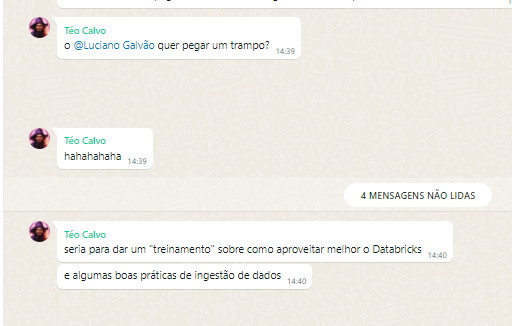 Téo Calvo
o @Luciano Galvão quer pegar um trampo?
14:39
Téo Calvo
hahahahaha
14:39
4 MENSAGENS NÃO LIDAS
Téo Calvo
seria para dar um "treinamento" sobre como aproveitar melhor o Databricks
14:40
e algumas boas práticas de ingestão de dados
14:40